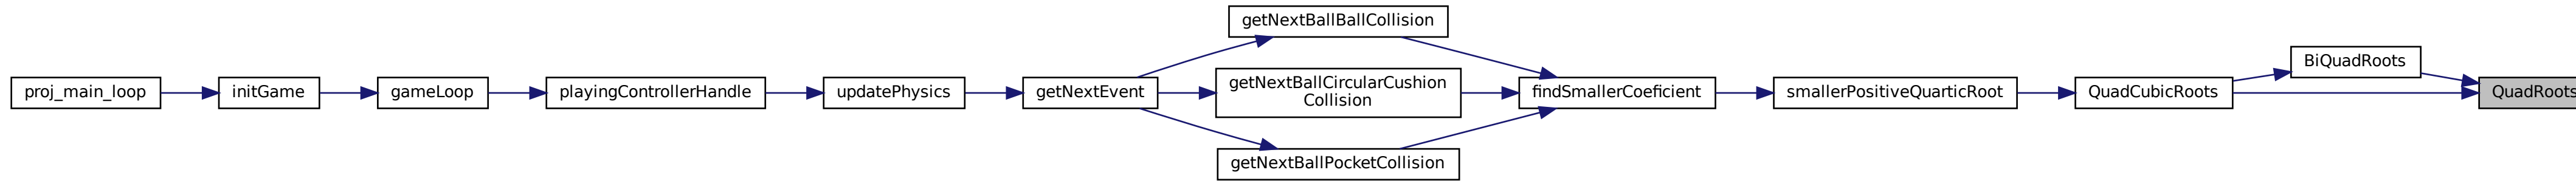 proj_main_loop
initGame
gameLoop
playingControllerHandle
updatePhysics
getNextEvent
getNextBallBallCollision
getNextBallCircularCushion
Collision
getNextBallPocketCollision
findSmallerCoeficient
smallerPositiveQuarticRoot
QuadCubicRoots
BiQuadRoots
QuadRoots